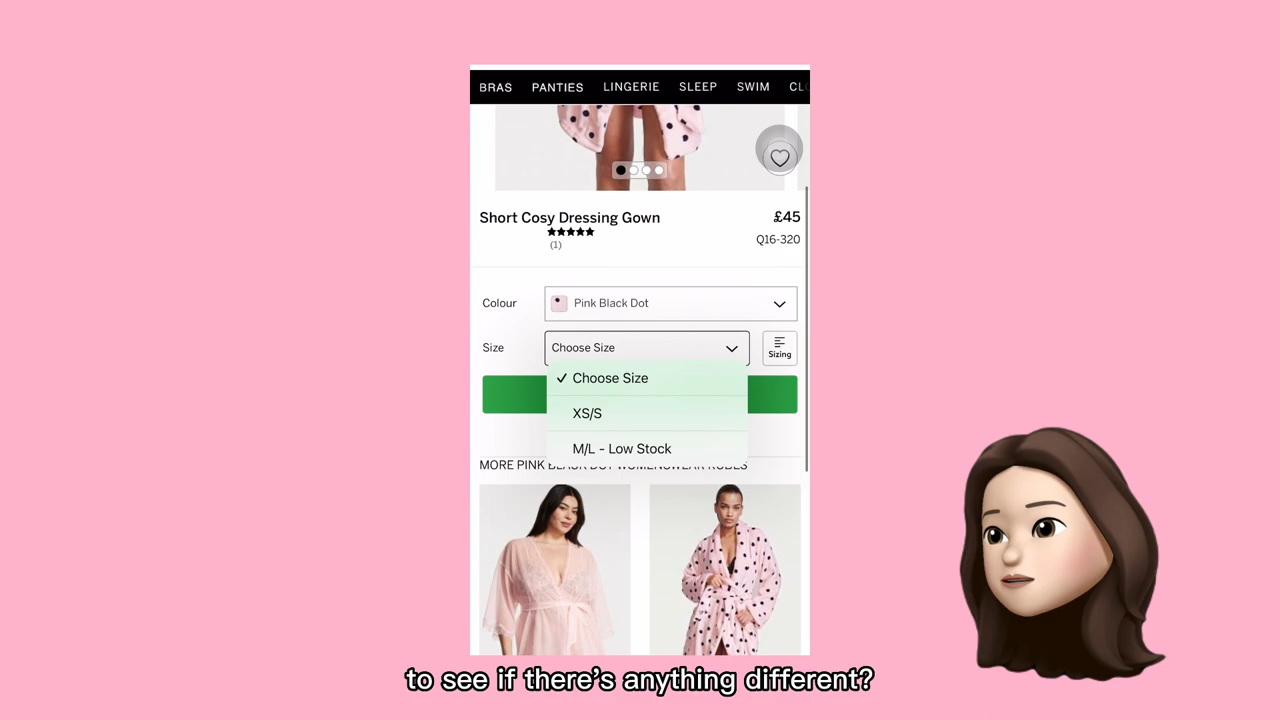 BRAS PANTIES LINGERIE SLEEP SWIM CLO
Short Cosy Dressing Gown £45
(1) Q16-320
Colour Pink Black Dot
Size Choose Size Sizing
Choose Size
XS/S
M/L - Low Stock
MORE PINK BLACK DOT WOMENSWEAR ROBES
to see if there's anything different?